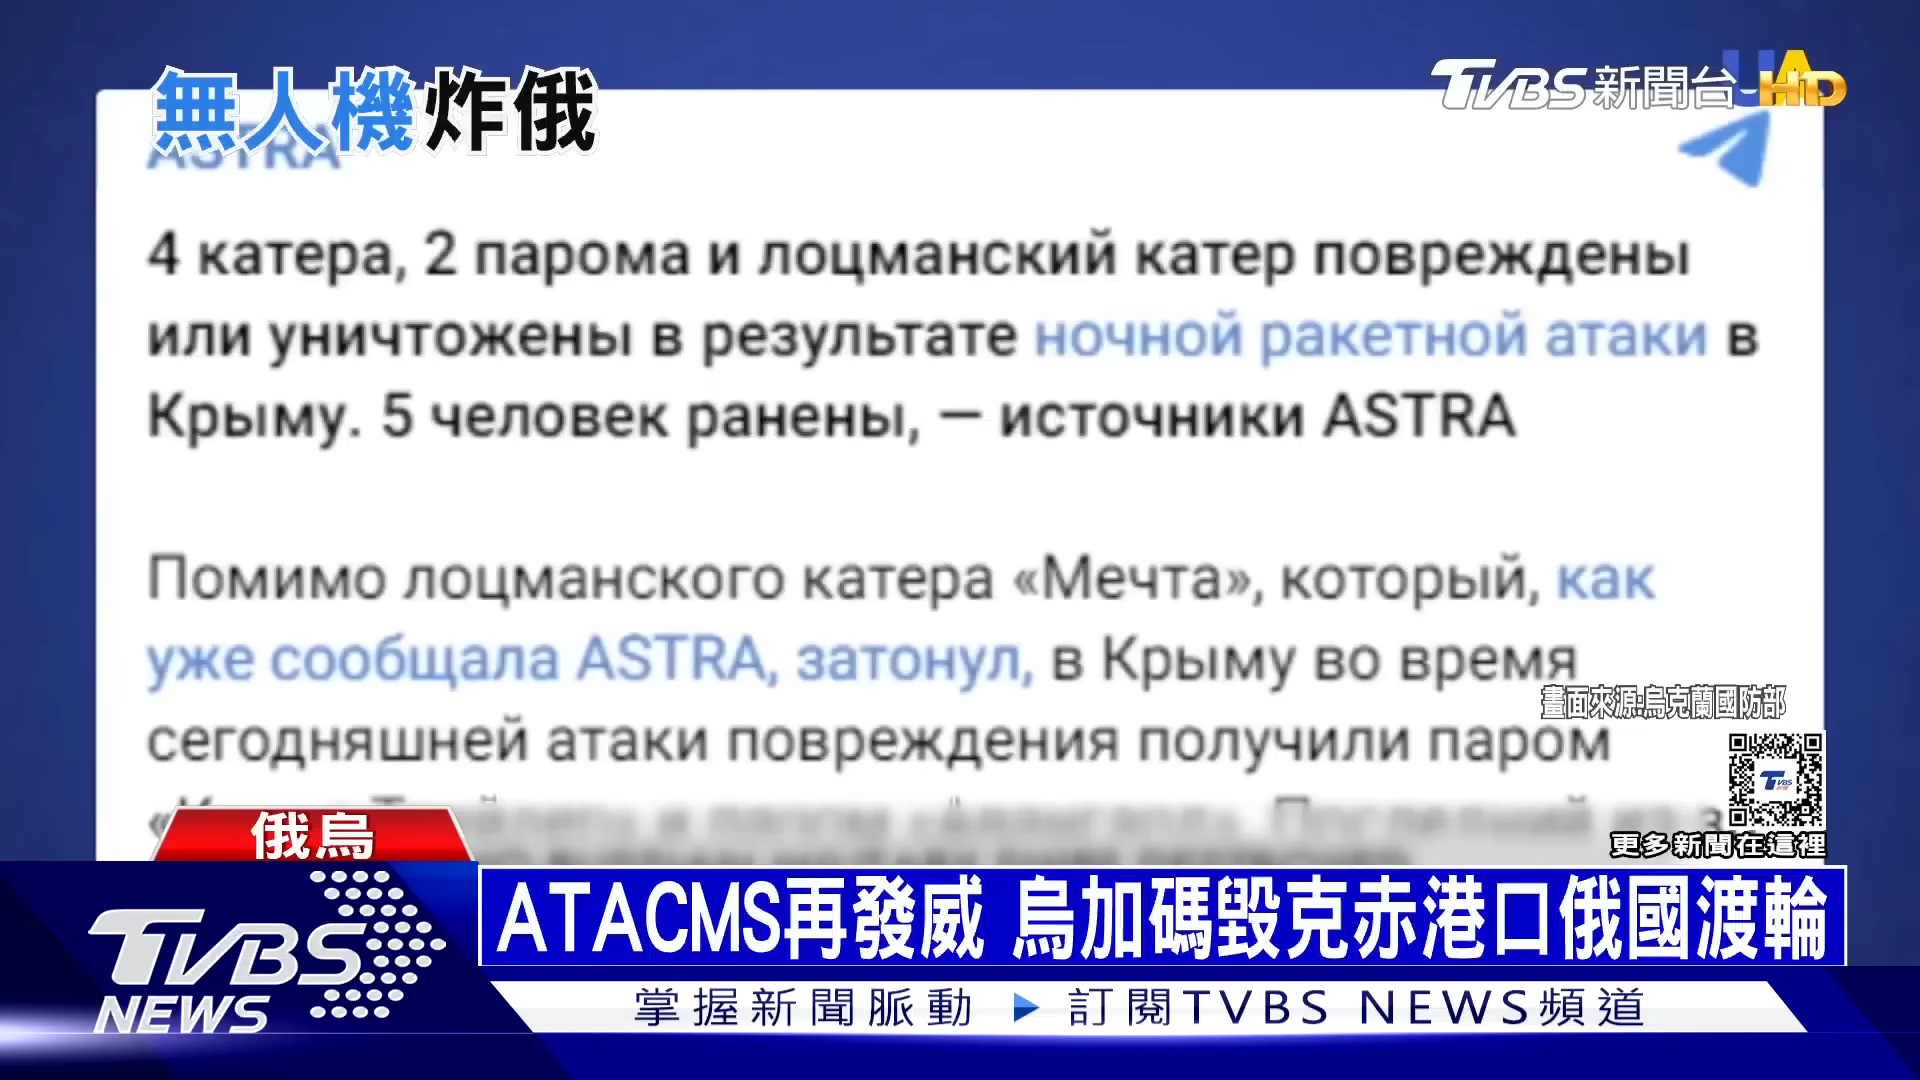 無人機炸俄
TVBS新聞台 HD
UA
ASTRA
4 катера, 2 парома и лоцманский катер повреждены
или уничтожены в результате ночной ракетной атаки в
Крыму. 5 человек ранены, — источники ASTRA
Помимо лоцманского катера «Мечта», который, как
уже сообщала ASTRA, затонул, в Крыму во время
сегодняшней атаки повреждения получили паром
畫面來源:烏克蘭國防部
TVBS
更多新聞在這裡
俄烏
ATACMS再發威 烏加碼毀克赤港口俄國渡輪
TVBS
NEWS
掌握新聞脈動 ▶ 訂閱TVBS NEWS頻道